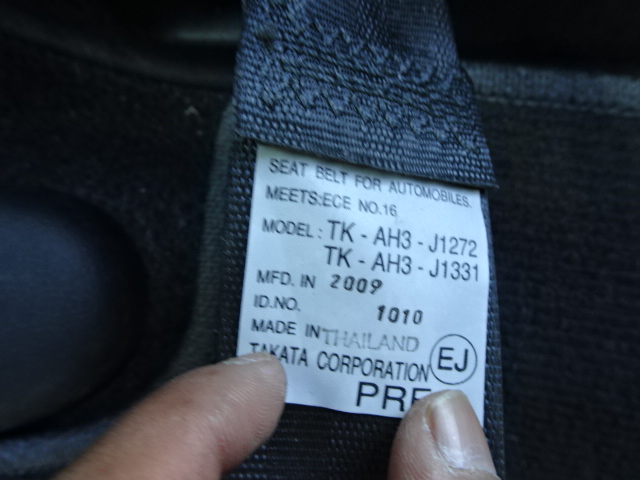 SEAT BELT FOR AUTOMOBILES.
MEETS:ECE NO.16
MODEL: TK - AH3 - J1272
TK - AH3 - J1331
MFD. IN 2009
ID.NO. 1010
MADE IN THAILAND
TAKATA CORPORATION EJ